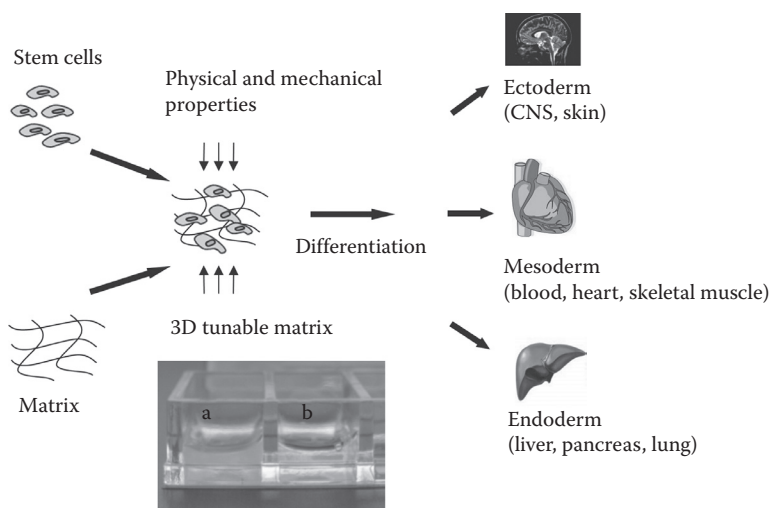 Stem cells
Physical and mechanical
properties
Matrix
3D tunable matrix
a
b
Differentiation
Ectoderm
(CNS, skin)
Mesoderm
(blood, heart, skeletal muscle)
Endoderm
(liver, pancreas, lung)